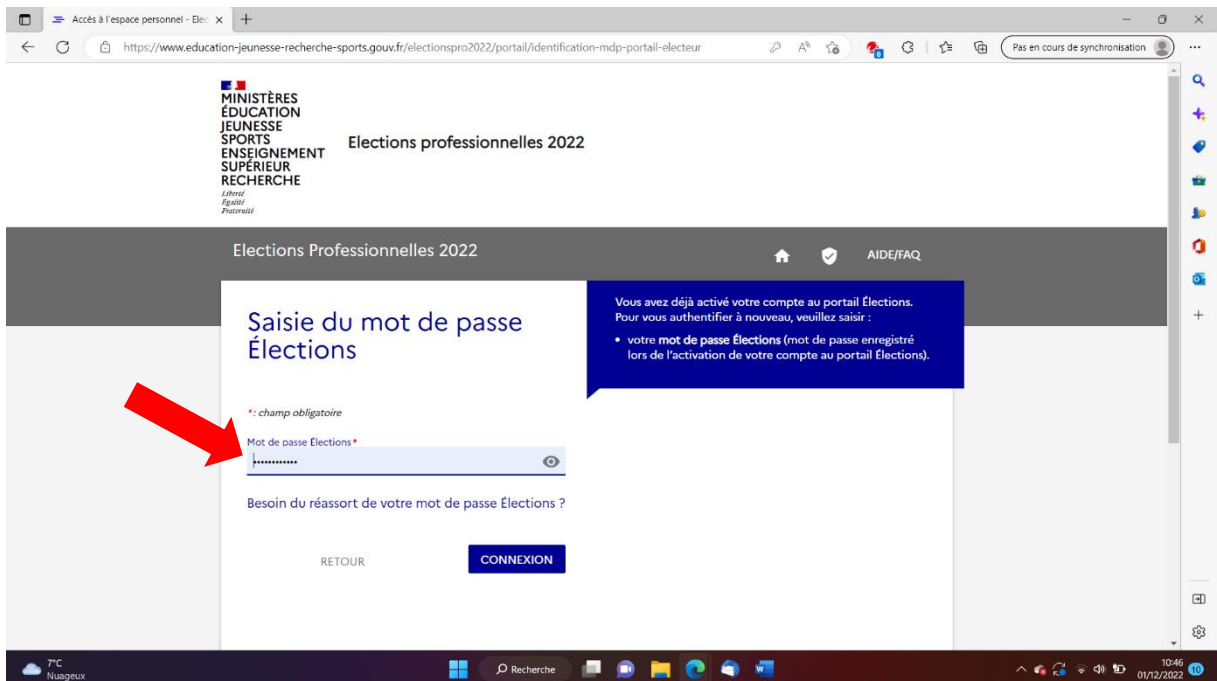 Accès à l'espace personnel - Elec
https://www.education-jeunesse-recherche-sports.gouv.fr/electionspro2022/portail/identification-mdp-portail-electeur
Pas en cours de synchronisation
MINISTÈRES
ÉDUCATION
JEUNESSE
SPORTS
ENSEIGNEMENT
SUPÉRIEUR
RECHERCHE
Liberté
Égalité
Fraternité
Elections professionnelles 2022
Elections Professionnelles 2022
AIDE/FAQ
Saisie du mot de passe
Élections
Vous avez déjà activé votre compte au portail Élections.
Pour vous authentifier à nouveau, veuillez saisir :
• votre mot de passe Élections (mot de passe enregistré
lors de l'activation de votre compte au portail Élections).
*: champ obligatoire
Mot de passe Élections *
••••••••••••
Besoin du réassort de votre mot de passe Élections ?
RETOUR
CONNEXION
7°C
Nuageux
Recherche
10:46
01/12/2022
10